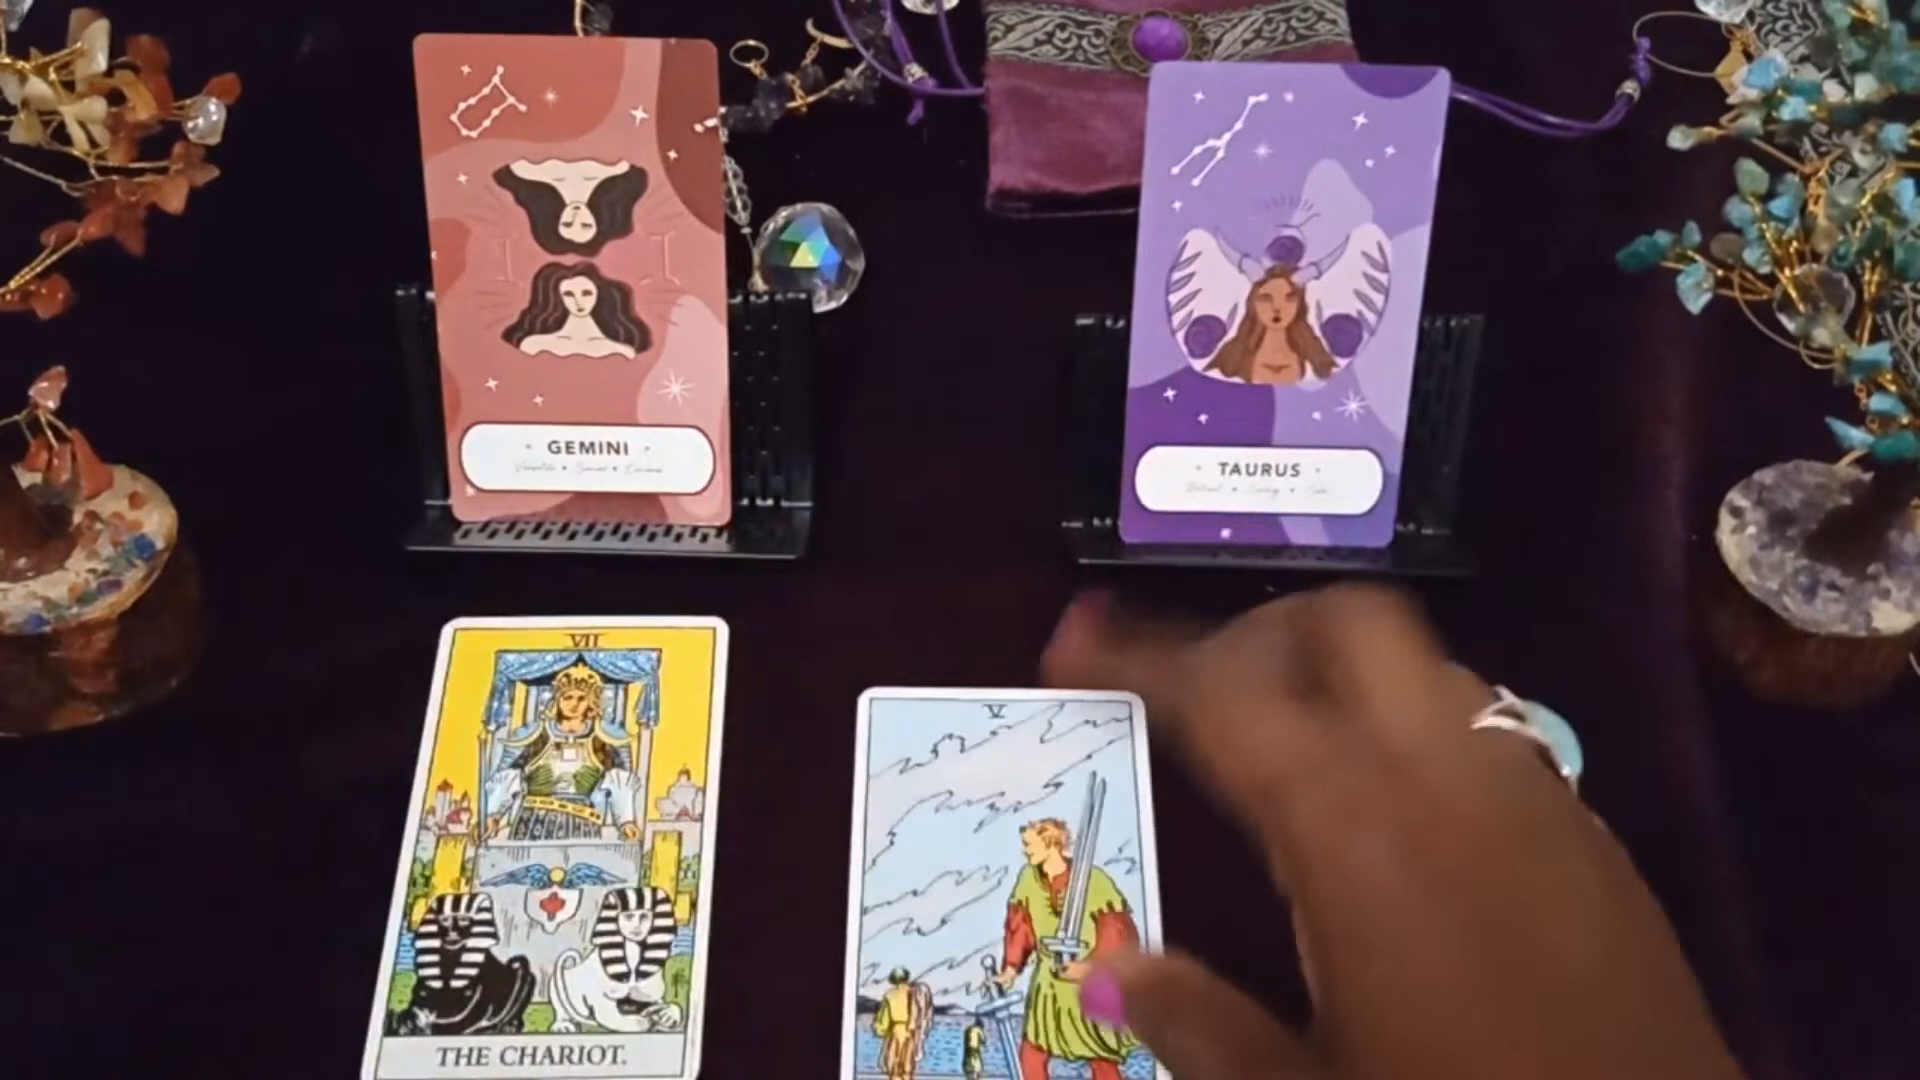 GEMINI
TAURUS
VII
V
THE CHARIOT.